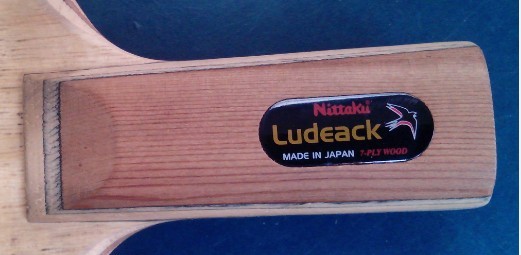 Nittaku
Ludeack
MADE IN JAPAN 7-PLY WOOD